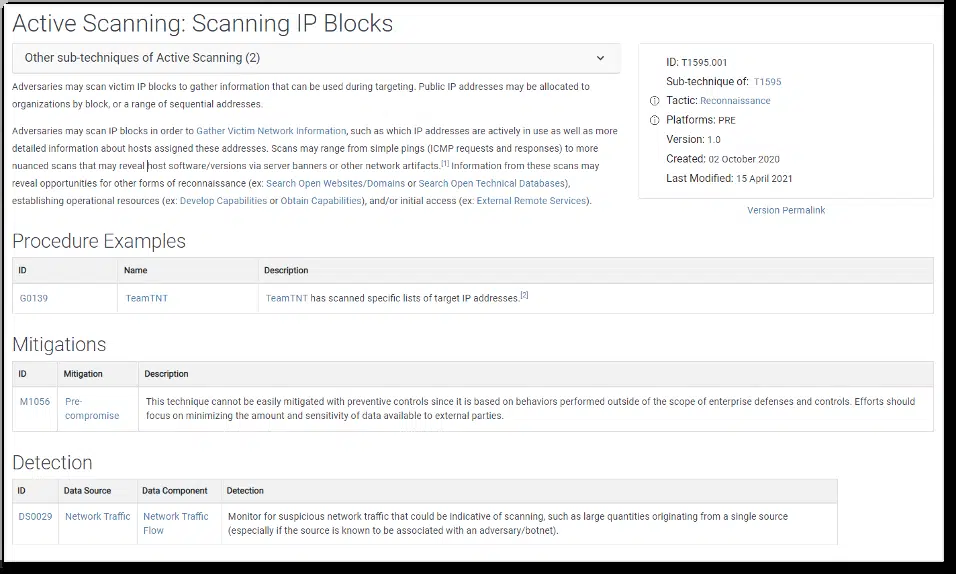 Active Scanning: Scanning IP Blocks
Other sub-techniques of Active Scanning (2)
Adversaries may scan victim IP blocks to gather information that can be used during targeting. Public IP addresses may be allocated to
organizations by block, or a range of sequential addresses.
Adversaries may scan IP blocks in order to Gather Victim Network Information, such as which IP addresses are actively in use as well as more
detailed information about hosts assigned these addresses. Scans may range from simple pings (ICMP requests and responses) to more
nuanced scans that may reveal host software/versions via server banners or other network artifacts.[1] Information from these scans may
reveal opportunities for other forms of reconnaissance (ex: Search Open Websites/Domains or Search Open Technical Databases),
establishing operational resources (ex: Develop Capabilities or Obtain Capabilities), and/or initial access (ex: External Remote Services).
ID: T1595.001
Sub-technique of: T1595
Tactic: Reconnaissance
Platforms: PRE
Version: 1.0
Created: 02 October 2020
Last Modified: 15 April 2021
Version Permalink
Procedure Examples
ID Name Description
G0139 TeamTNT TeamTNT has scanned specific lists of target IP addresses.[2]
Mitigations
ID Mitigation Description
M1056 Pre- This technique cannot be easily mitigated with preventive controls since it is based on behaviors performed outside of the scope of enterprise defenses and controls. Efforts should
compromise focus on minimizing the amount and sensitivity of data available to external parties.
Detection
ID Data Source Data Component Detection
DS0029 Network Traffic Network Traffic Monitor for suspicious network traffic that could be indicative of scanning, such as large quantities originating from a single source
Flow (especially if the source is known to be associated with an adversary/botnet).